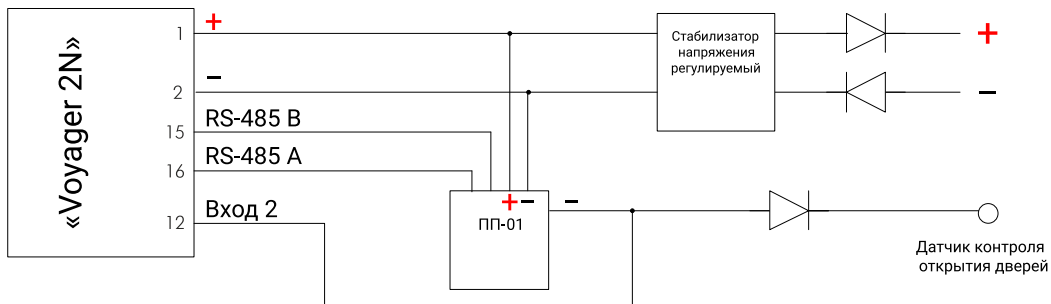 «Voyager 2N»
1
+
2
−
15
RS-485 B
16
RS-485 A
12
Вход 2
Стабилизатор
напряжения
регулируемый
+
−
+ − −
ПП-01
Датчик контроля
открытия дверей